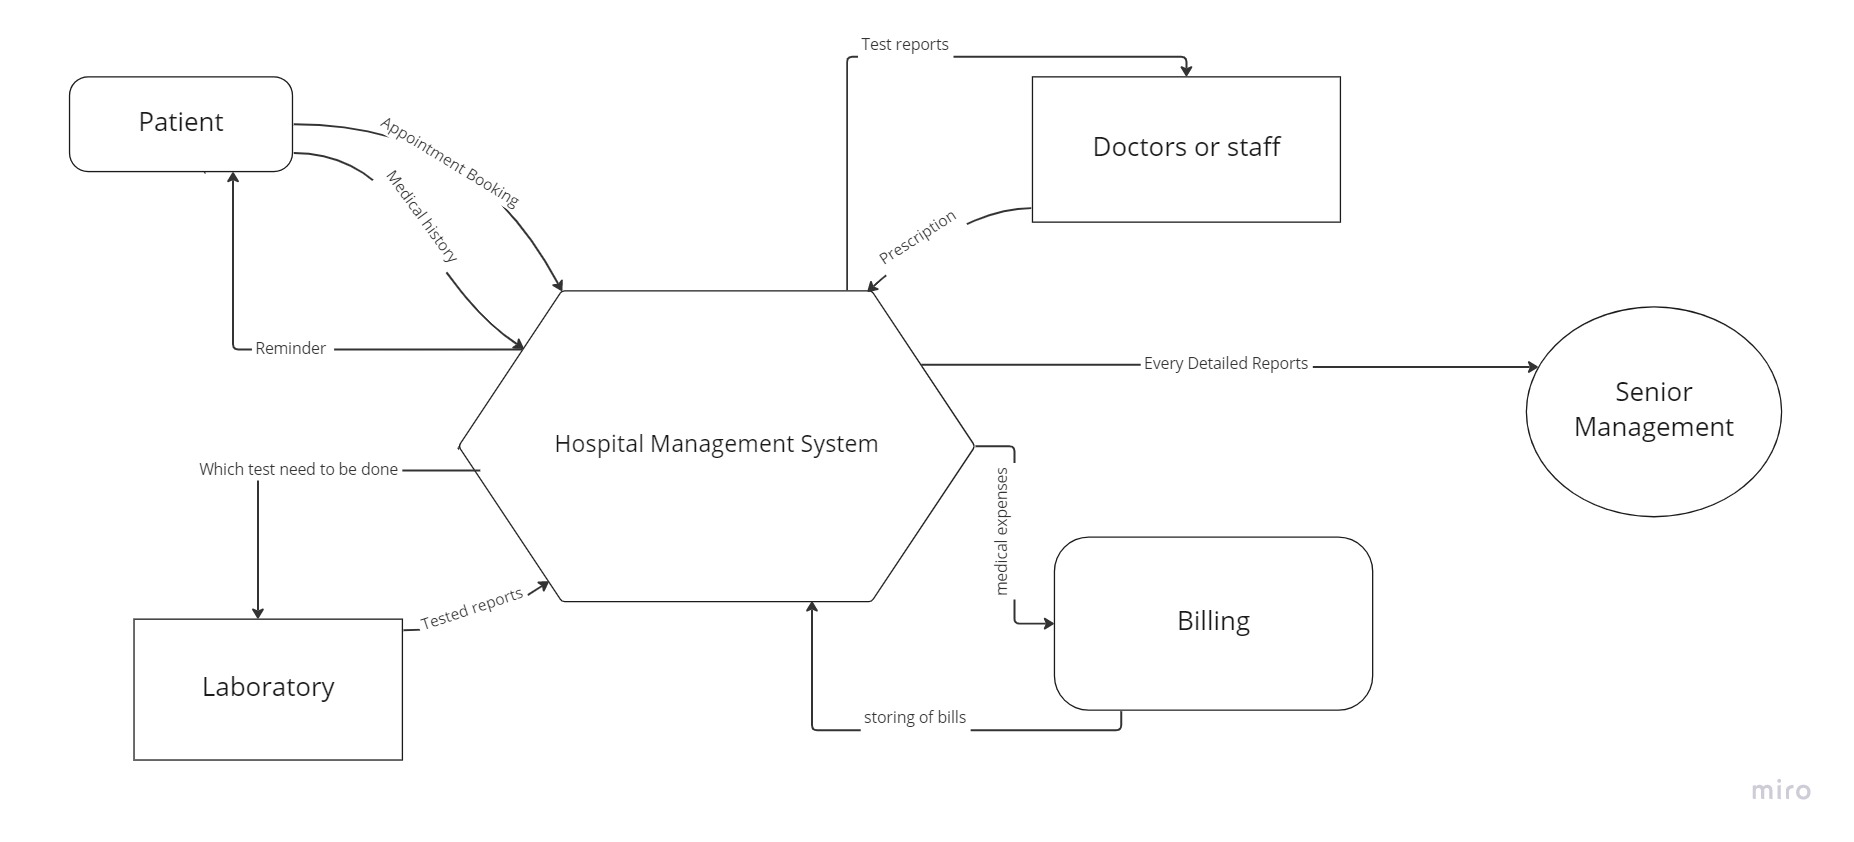 Test reports
Patient
Appointment Booking
Doctors or staff
Medical history
Prescription
Reminder
Every Detailed Reports
Senior
Management
Hospital Management System
Which test need to be done
medical expenses
Tested reports
Billing
Laboratory
storing of bills
miro